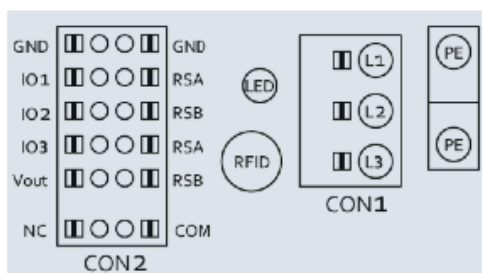 GND GND
IO1 RSA
IO2 RSB
IO3 RSA
Vout RSB
NC COM
CON2
LED
RFID
L1
L2
L3
CON1
PE
PE